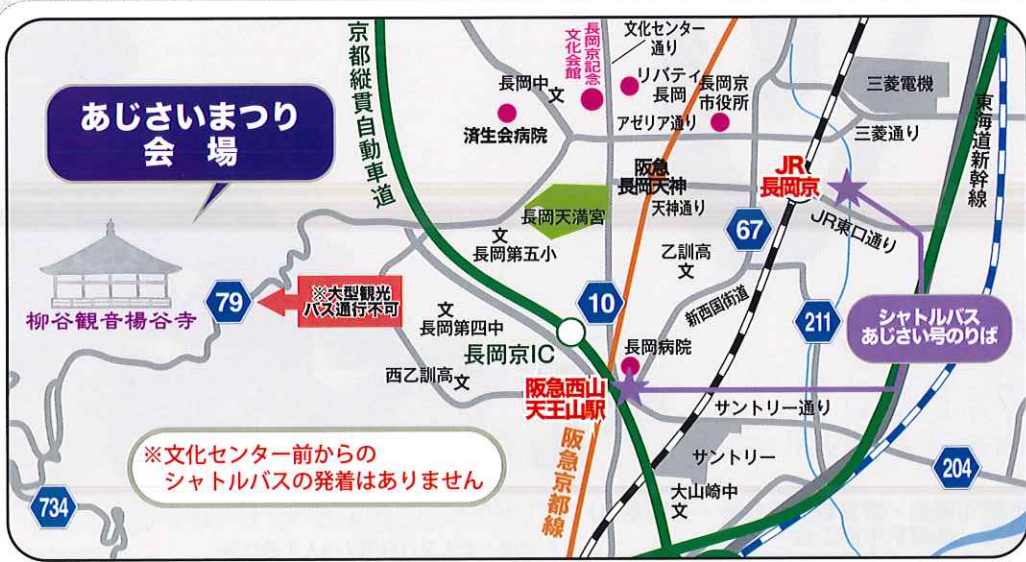 あじさいまつり
会場
柳谷観音楊谷寺
79
※大型観光
バス通行不可
734
※文化センター前からの
シャトルバスの発着はありません
京都縦貫自動車道
長岡中
文
済生会病院
長岡京記念
文化会館
文化センター
通り
リバティ
長岡
長岡京
市役所
アゼリア通り
三菱電機
三菱通り
東海道新幹線
阪急
長岡天神
天神通り
JR
長岡京
JR東口通り
長岡天満宮
文
長岡第五小
乙訓高
文
67
新西国街道
10
211
シャトルバス
あじさい号のりば
文
長岡第四中
長岡京IC
長岡病院
西乙訓高
文
阪急西山
天王山駅
サントリー通り
サントリー
阪急京都線
大山崎中
文
204